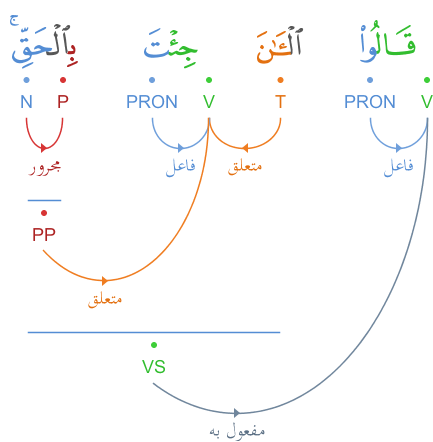 قَالُوا۟ ٱلْـَٔـٰنَ جِئْتَ بِٱلْحَقِّ ۚ
V PRON T V PRON P N
فاعل متعلق فاعل مجرور
PP
متعلق
VS
مفعول به